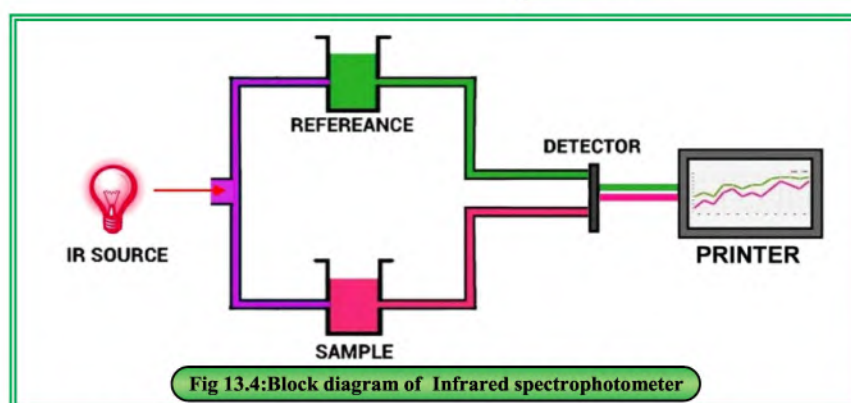 REFEREANCE
DETECTOR
IR SOURCE
PRINTER
SAMPLE
Fig 13.4:Block diagram of Infrared spectrophotometer